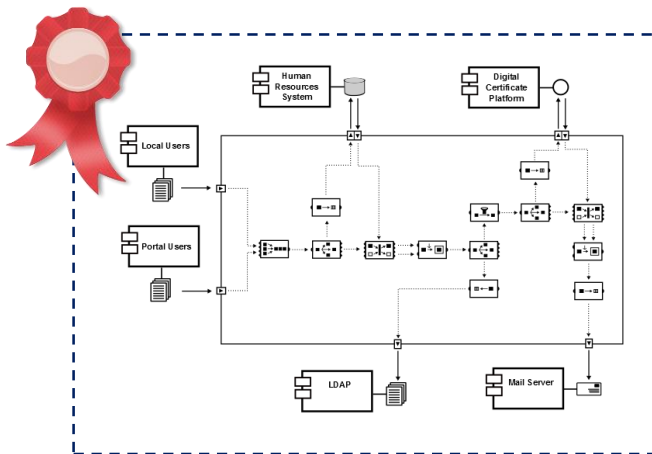 Human
Resources
System
Digital
Certificate
Platform
Local Users
Portal Users
LDAP
Mail Server